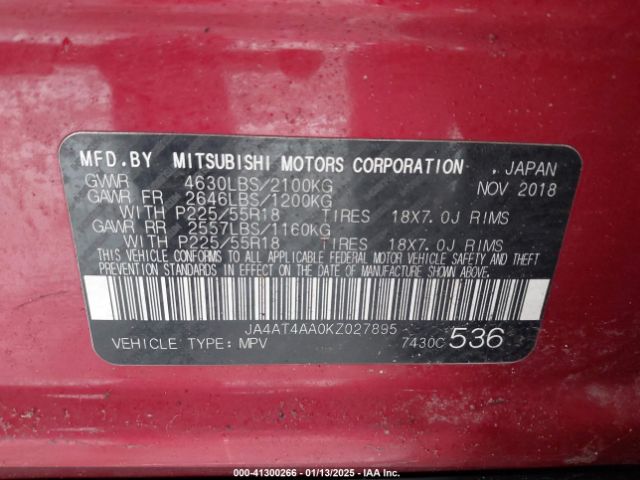 MFD. BY MITSUBISHI MOTORS CORPORATION , JAPAN
GVWR 4630LBS/2100KG NOV 2018
GAWR FR 2646LBS/1200KG
WITH P225/55R18 TIRES 18X7.0J RIMS
GAWR RR 2557LBS/1160KG
WITH P225/55R18 TIRES 18X7.0J RIMS
THIS VEHICLE CONFORMS TO ALL APPLICABLE FEDERAL MOTOR VEHICLE SAFETY AND THEFT
PREVENTION STANDARDS IN EFFECT ON THE DATE OF MANUFACTURE SHOWN ABOVE.
JA4AT4AA0KZ027895
VEHICLE TYPE: MPV 7430C 536
000-41300266 - 01/13/2025 - IAA Inc.